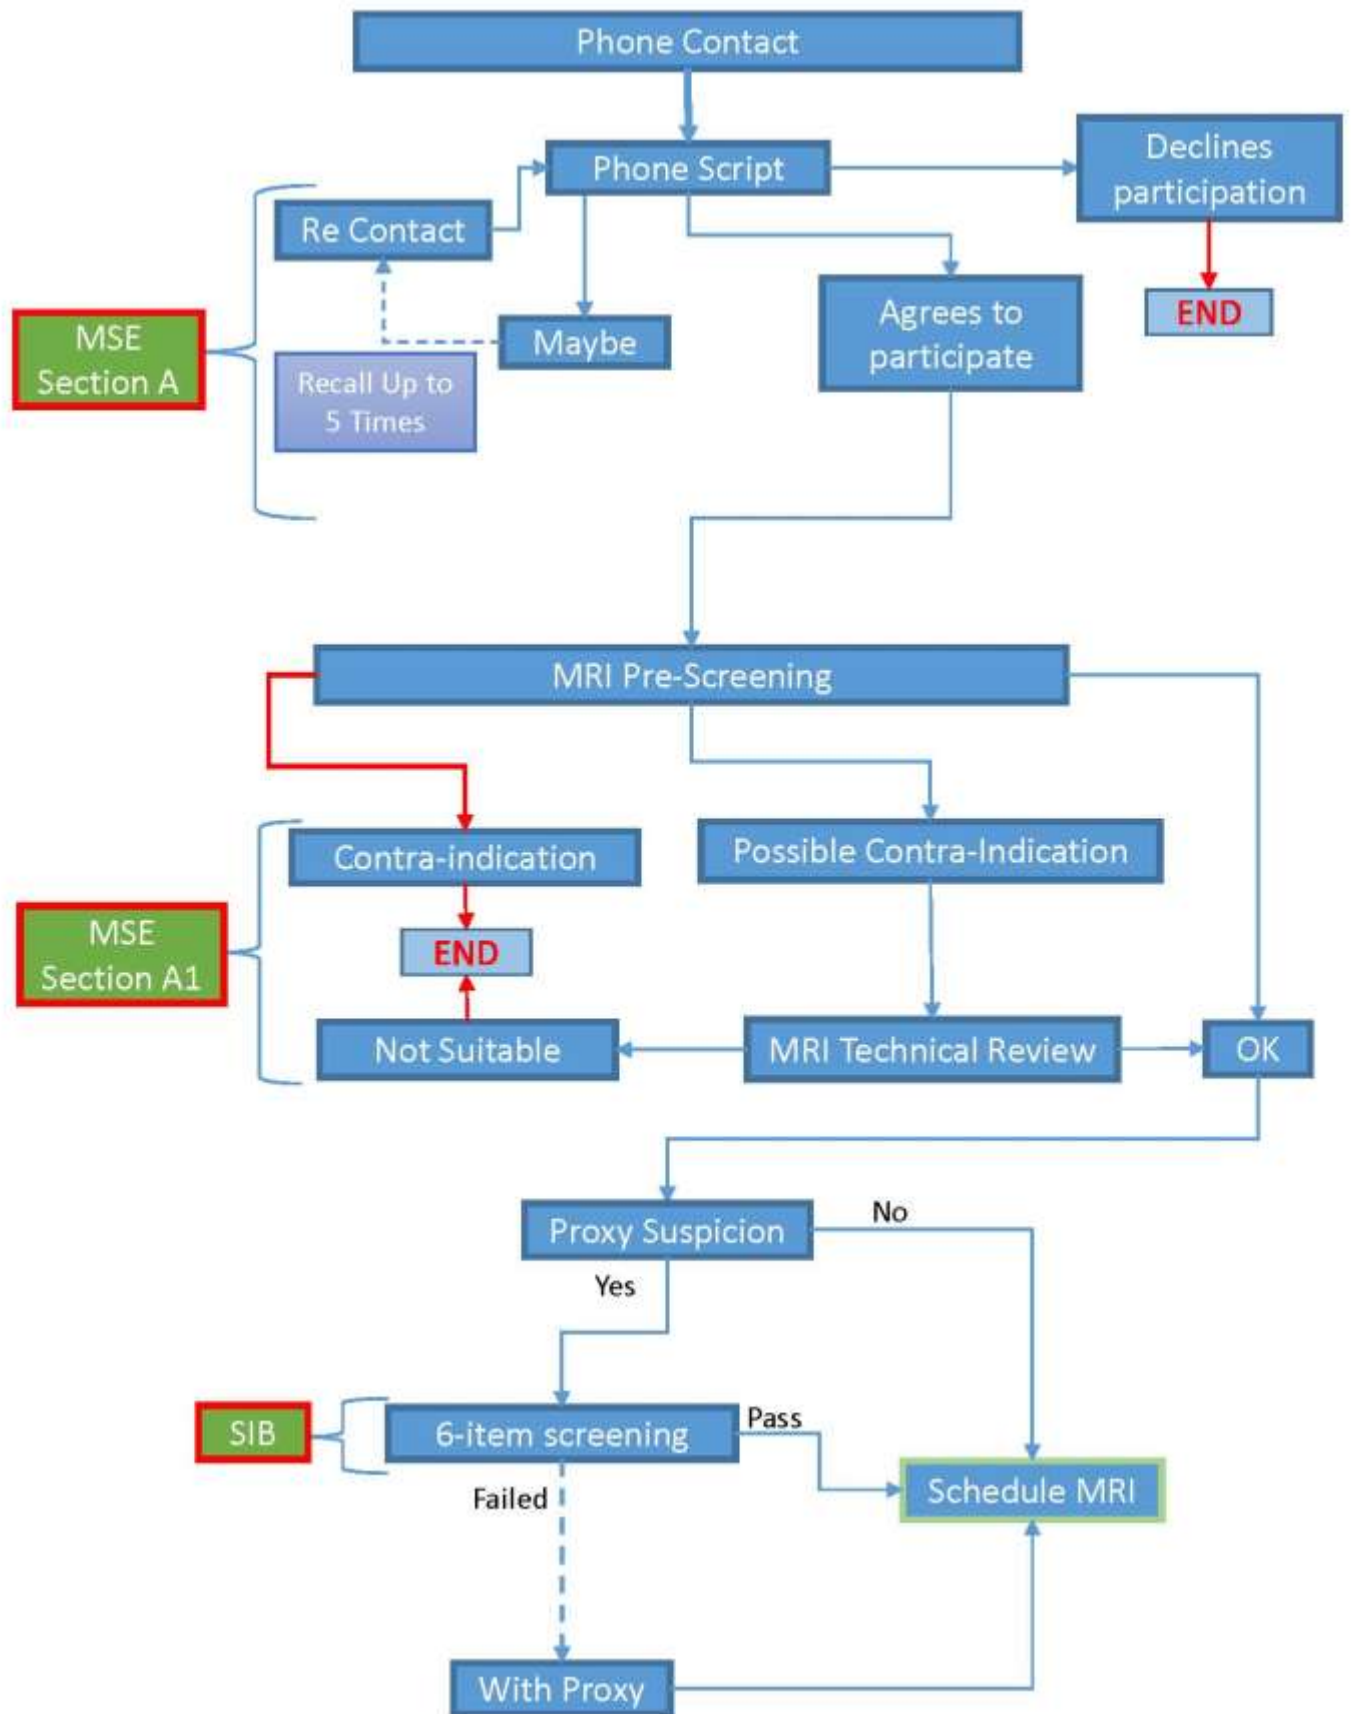 Phone Contact
Phone Script
Declines
participation
Re Contact
END
Agrees to
participate
MSE
Section A
Maybe
Recall Up to
5 Times
MRI Pre-Screening
Contra-indication
Possible Contra-Indication
MSE
Section A1
END
Not Suitable
MRI Technical Review
OK
Proxy Suspicion
No
Yes
SIB
6-item screening
Pass
Failed
Schedule MRI
With Proxy